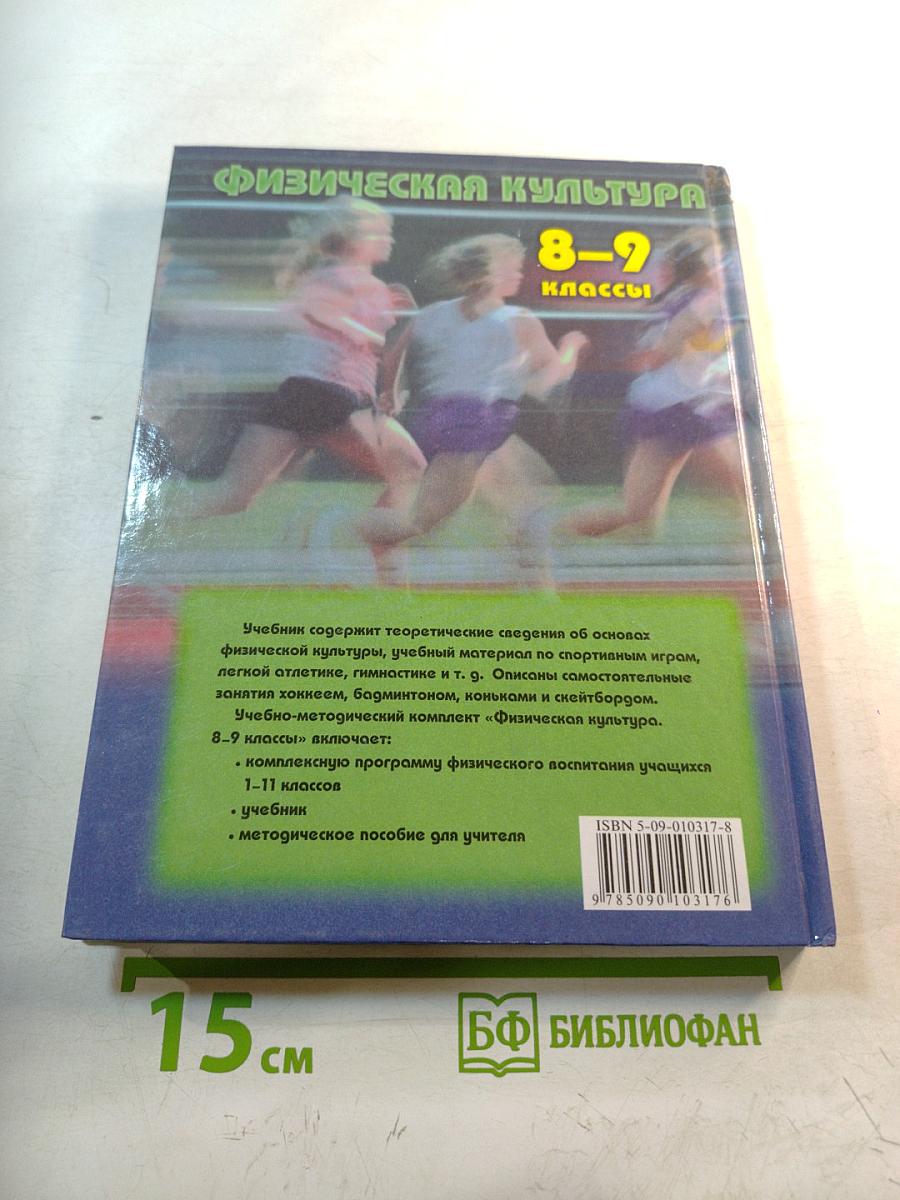 ФИЗИЧЕСКАЯ КУЛЬТУРА
8–9
КЛАССЫ
Учебник содержит теоретические сведения об основах
физической культуры, учебный материал по спортивным играм,
легкой атлетике, гимнастике и т. д. Описаны самостоятельные
занятия хоккеем, бадминтоном, коньками и скейтбордом.
Учебно-методический комплект «Физическая культура.
8–9 классы» включает:
• комплексную программу физического воспитания учащихся
1–11 классов
• учебник
• методическое пособие для учителя
ISBN 5-09-010317-8
9 785090 103176
15 см
БФ БИБЛИОФАН